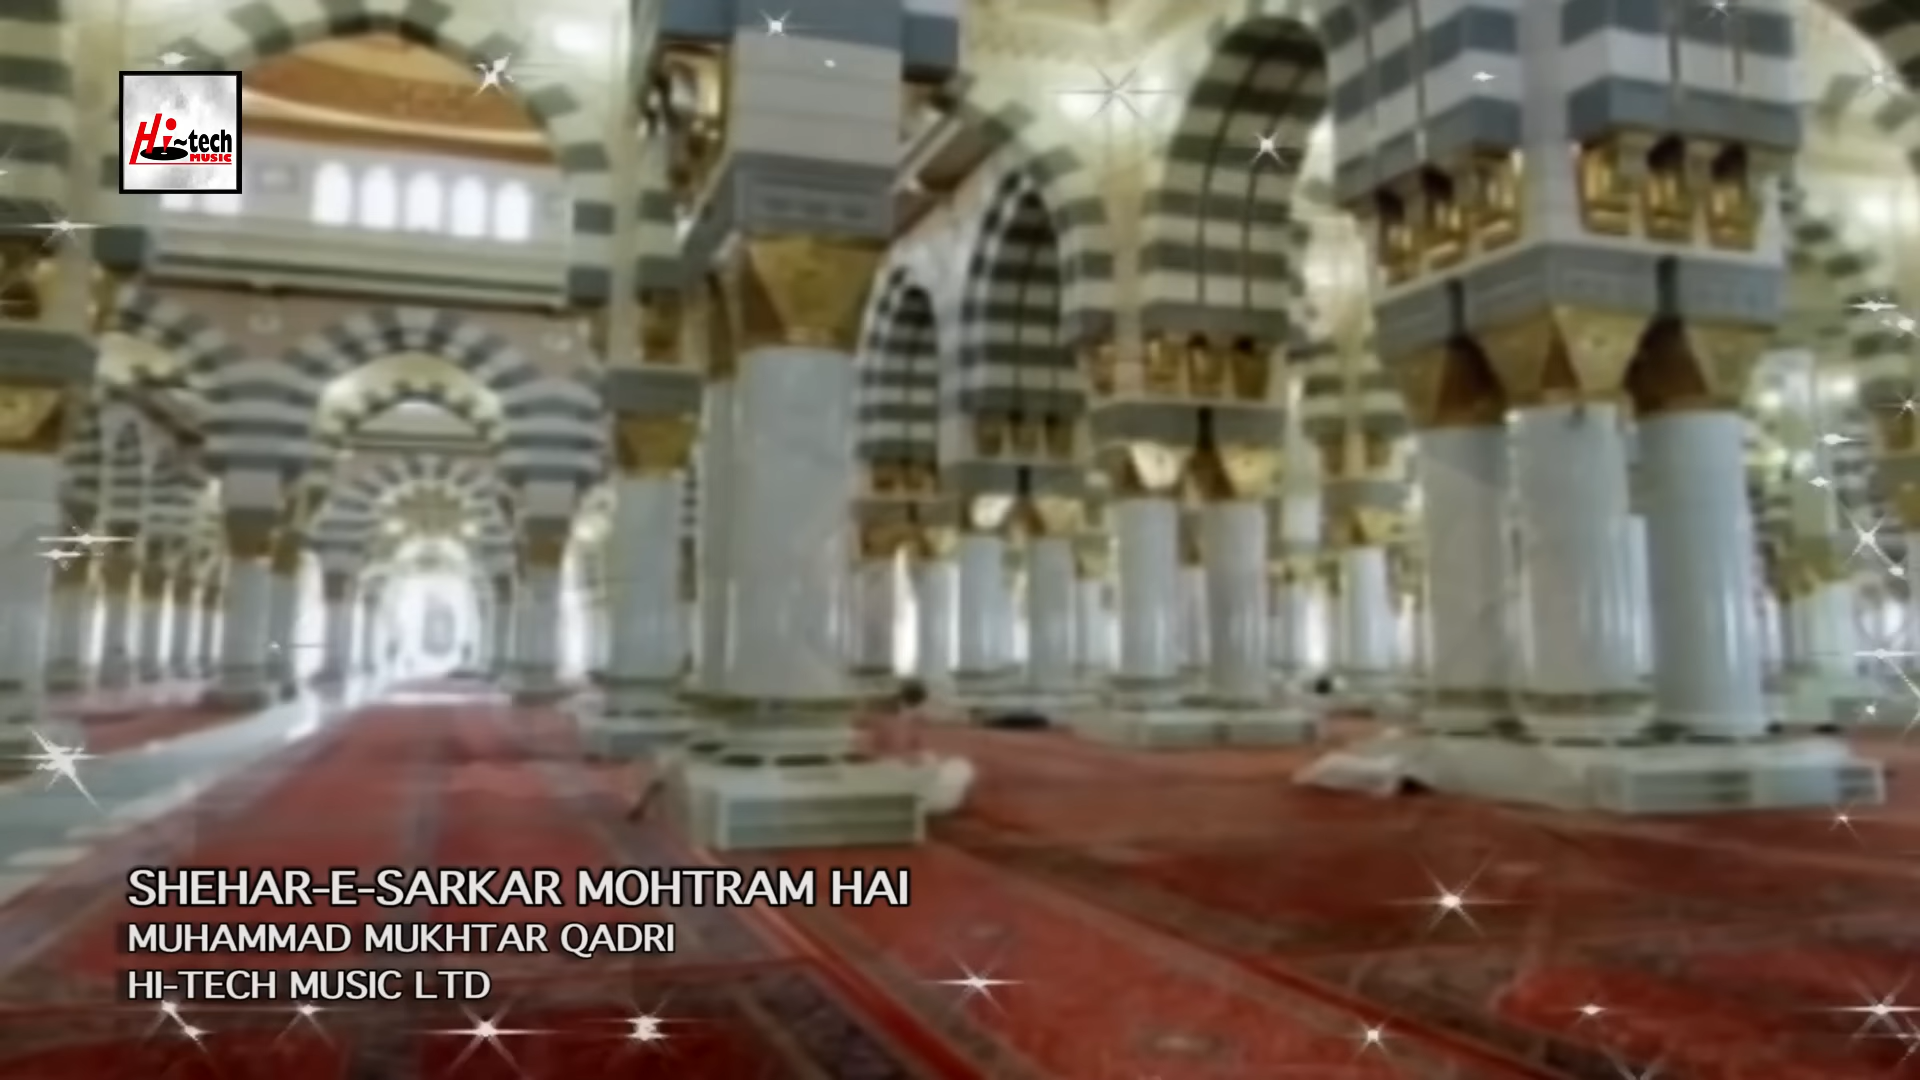 Hi~tech
MUSIC
SHEHAR-E-SARKAR MOHTRAM HAI
MUHAMMAD MUKHTAR QADRI
HI-TECH MUSIC LTD